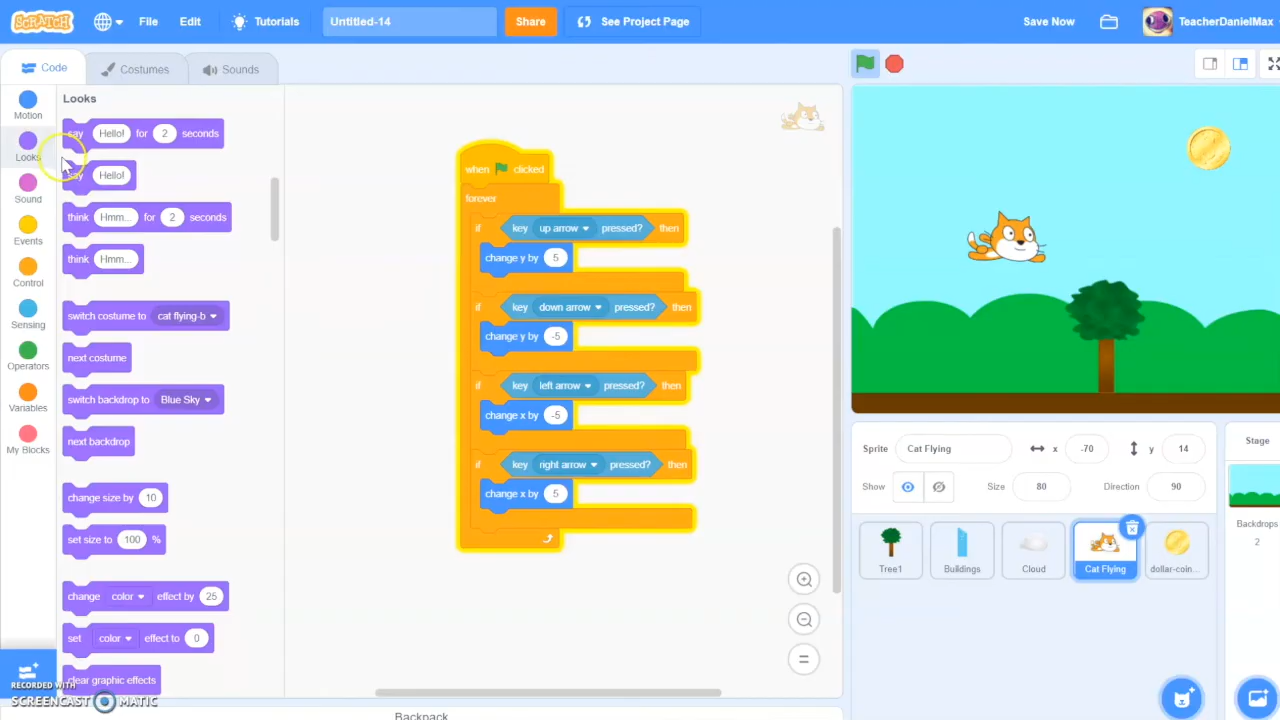 SCRATCH File Edit Tutorials Untitled-14 Share See Project Page Save Now TeacherDanielMax
Code Costumes Sounds
Motion
Looks
Sound
Events
Control
Sensing
Operators
Variables
My Blocks
Looks
say Hello! for 2 seconds
say Hello!
think Hmm... for 2 seconds
think Hmm...
switch costume to cat flying-b
next costume
switch backdrop to Blue Sky
next backdrop
change size by 10
set size to 100 %
change color effect by 25
set color effect to 0
clear graphic effects
when clicked
forever
if key up arrow pressed? then
change y by 5
if key down arrow pressed? then
change y by -5
if key left arrow pressed? then
change x by -5
if key right arrow pressed? then
change x by 5
Sprite Cat Flying x -70 y 14
Show Size 80 Direction 90
Tree1 Buildings Cloud Cat Flying dollar-coin...
Stage
Backdrops
2
Backpack
RECORDED WITH
SCREENCAST MATIC